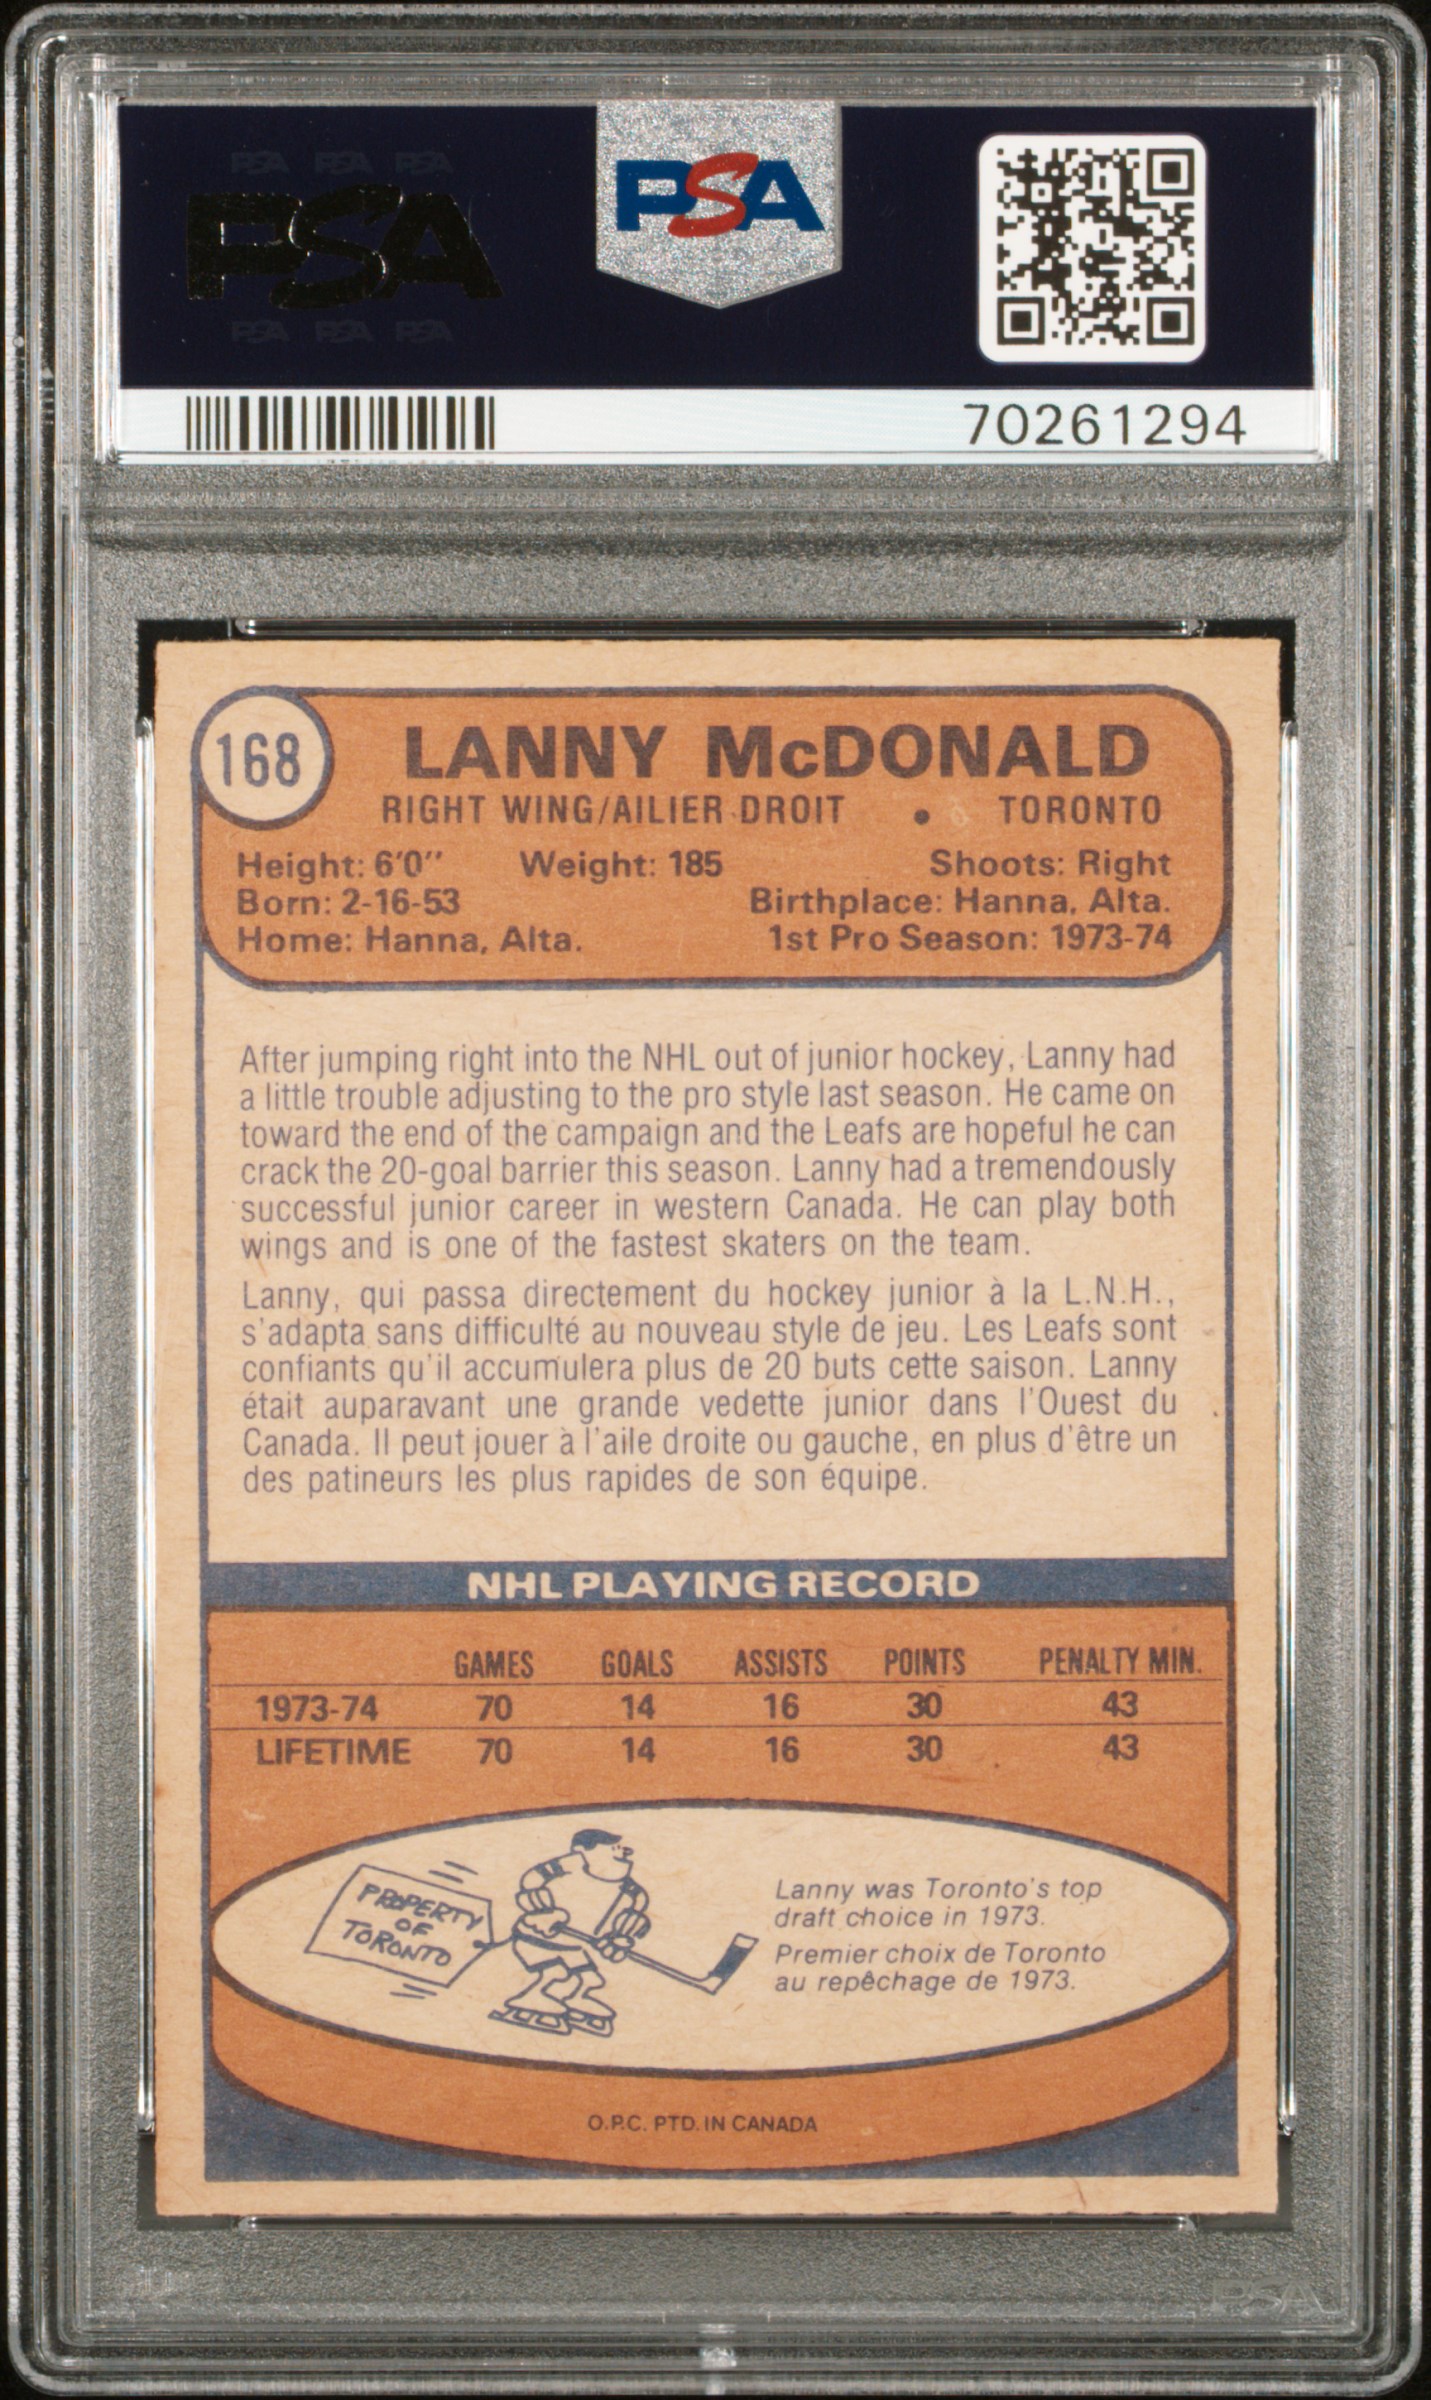 PSA PSA PSA
PSA
PSA PSA PSA
PSA
70261294
168
LANNY McDONALD
RIGHT WING/AILIER DROIT • TORONTO
Height: 6'0" Weight: 185 Shoots: Right
Born: 2-16-53 Birthplace: Hanna, Alta.
Home: Hanna, Alta. 1st Pro Season: 1973-74
After jumping right into the NHL out of junior hockey, Lanny had
a little trouble adjusting to the pro style last season. He came on
toward the end of the campaign and the Leafs are hopeful he can
crack the 20-goal barrier this season. Lanny had a tremendously
successful junior career in western Canada. He can play both
wings and is one of the fastest skaters on the team.
Lanny, qui passa directement du hockey junior à la L.N.H.,
s'adapta sans difficulté au nouveau style de jeu. Les Leafs sont
confiants qu'il accumulera plus de 20 buts cette saison. Lanny
était auparavant une grande vedette junior dans l'Ouest du
Canada. Il peut jouer à l'aile droite ou gauche, en plus d'être un
des patineurs les plus rapides de son équipe.
NHL PLAYING RECORD
GAMES GOALS ASSISTS POINTS PENALTY MIN.
1973-74 70 14 16 30 43
LIFETIME 70 14 16 30 43
PROPERTY
OF
TORONTO
Lanny was Toronto's top
draft choice in 1973.
Premier choix de Toronto
au repêchage de 1973.
O.P.C. PTD. IN CANADA
PSA